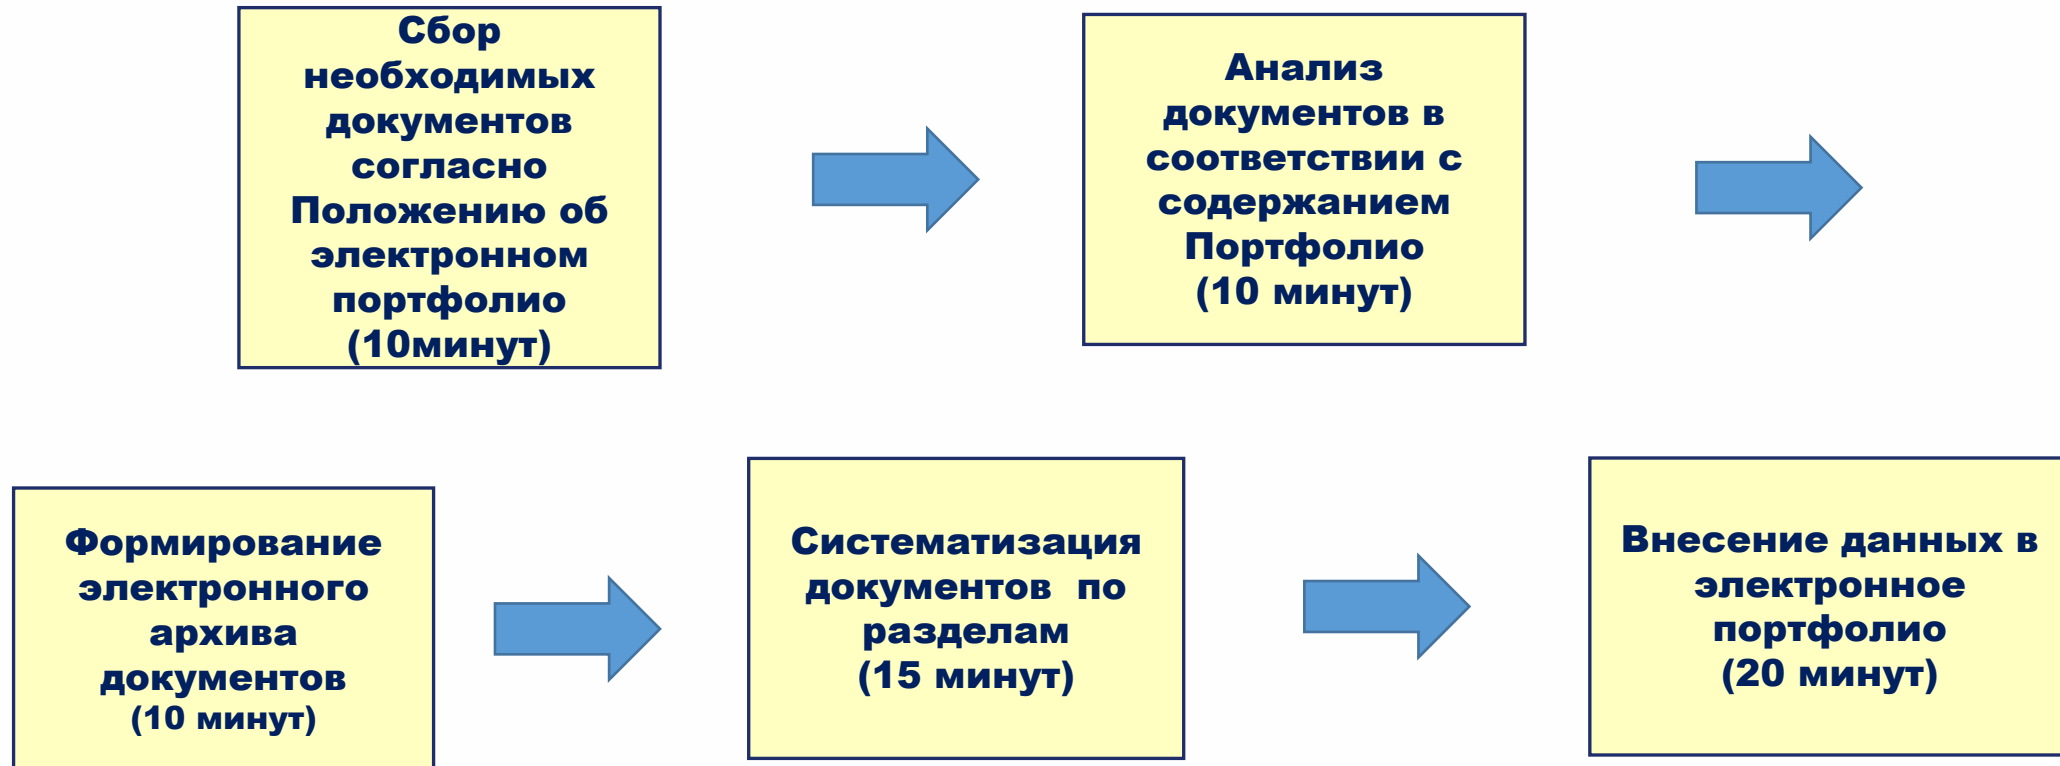 Сбор
необходимых
документов
согласно
Положению об
электронном
портфолио
(10минут)
Анализ
документов в
соответствии с
содержанием
Портфолио
(10 минут)
Формирование
электронного
архива
документов
(10 минут)
Систематизация
документов  по
разделам
(15 минут)
Внесение данных в
электронное
портфолио
(20 минут)